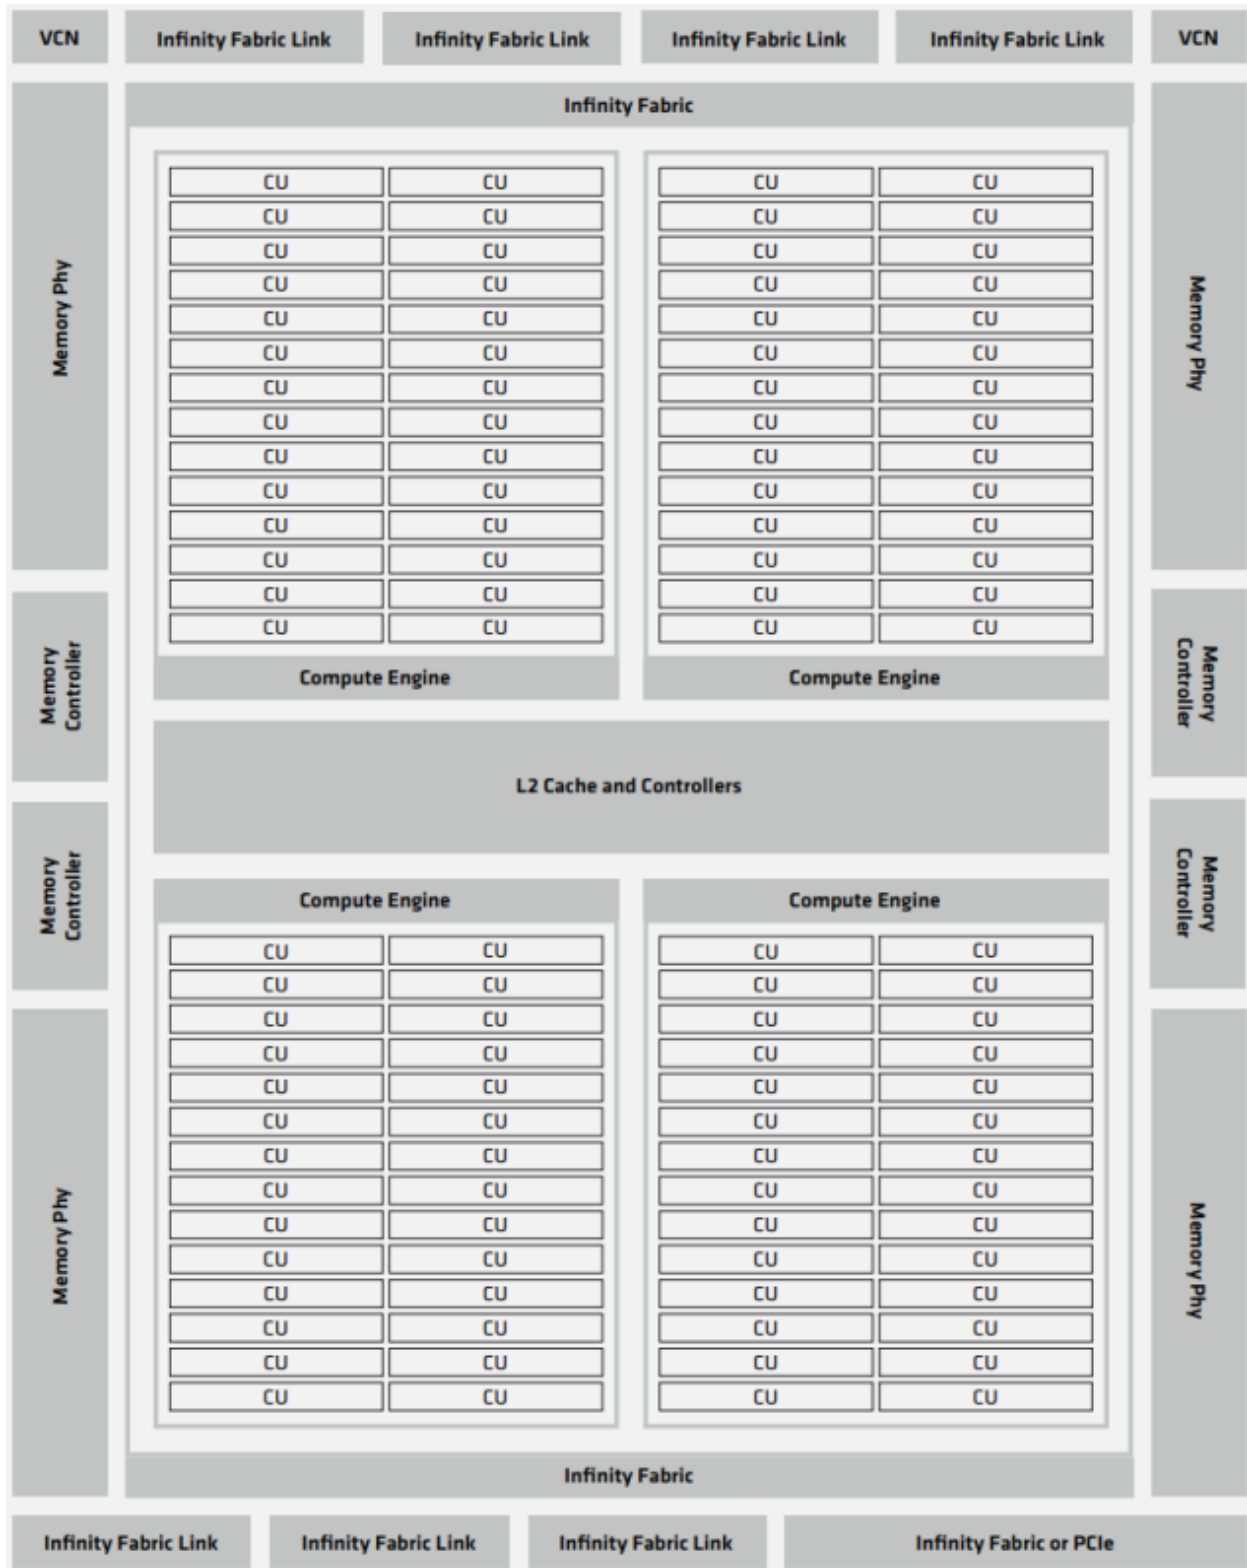 VCN Infinity Fabric Link Infinity Fabric Link Infinity Fabric Link Infinity Fabric Link VCN
Infinity Fabric
Memory Phy
Memory Phy
CU CU CU CU
CU CU CU CU
CU CU CU CU
CU CU CU CU
CU CU CU CU
CU CU CU CU
CU CU CU CU
CU CU CU CU
CU CU CU CU
CU CU CU CU
CU CU CU CU
CU CU CU CU
CU CU CU CU
CU CU CU CU
Compute Engine Compute Engine
Memory
Controller
Memory
Controller
L2 Cache and Controllers
Memory
Controller
Memory
Controller
Compute Engine Compute Engine
CU CU CU CU
CU CU CU CU
CU CU CU CU
CU CU CU CU
CU CU CU CU
CU CU CU CU
CU CU CU CU
CU CU CU CU
CU CU CU CU
CU CU CU CU
CU CU CU CU
CU CU CU CU
CU CU CU CU
CU CU CU CU
Memory Phy
Memory Phy
Infinity Fabric
Infinity Fabric Link Infinity Fabric Link Infinity Fabric Link Infinity Fabric or PCIe